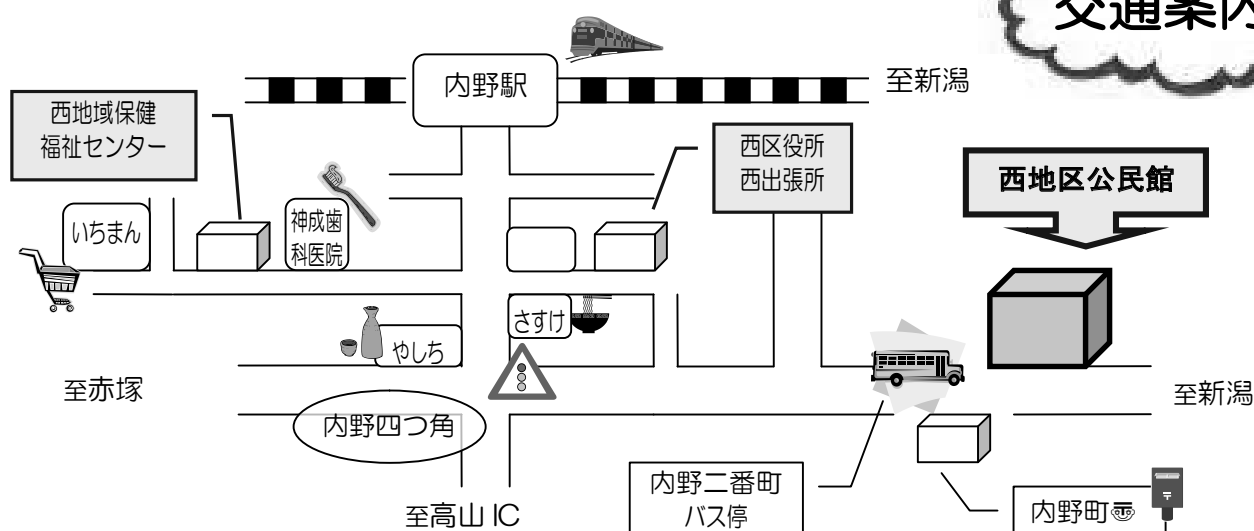 交通案内
内野駅
至新潟
西地域保健
福祉センター
西区役所
西出張所
西地区公民館
いちまん
神成歯
科医院
さすけ
やしち
至赤塚
至新潟
内野四つ角
内野二番町
バス停
内野町〠
至高山 IC